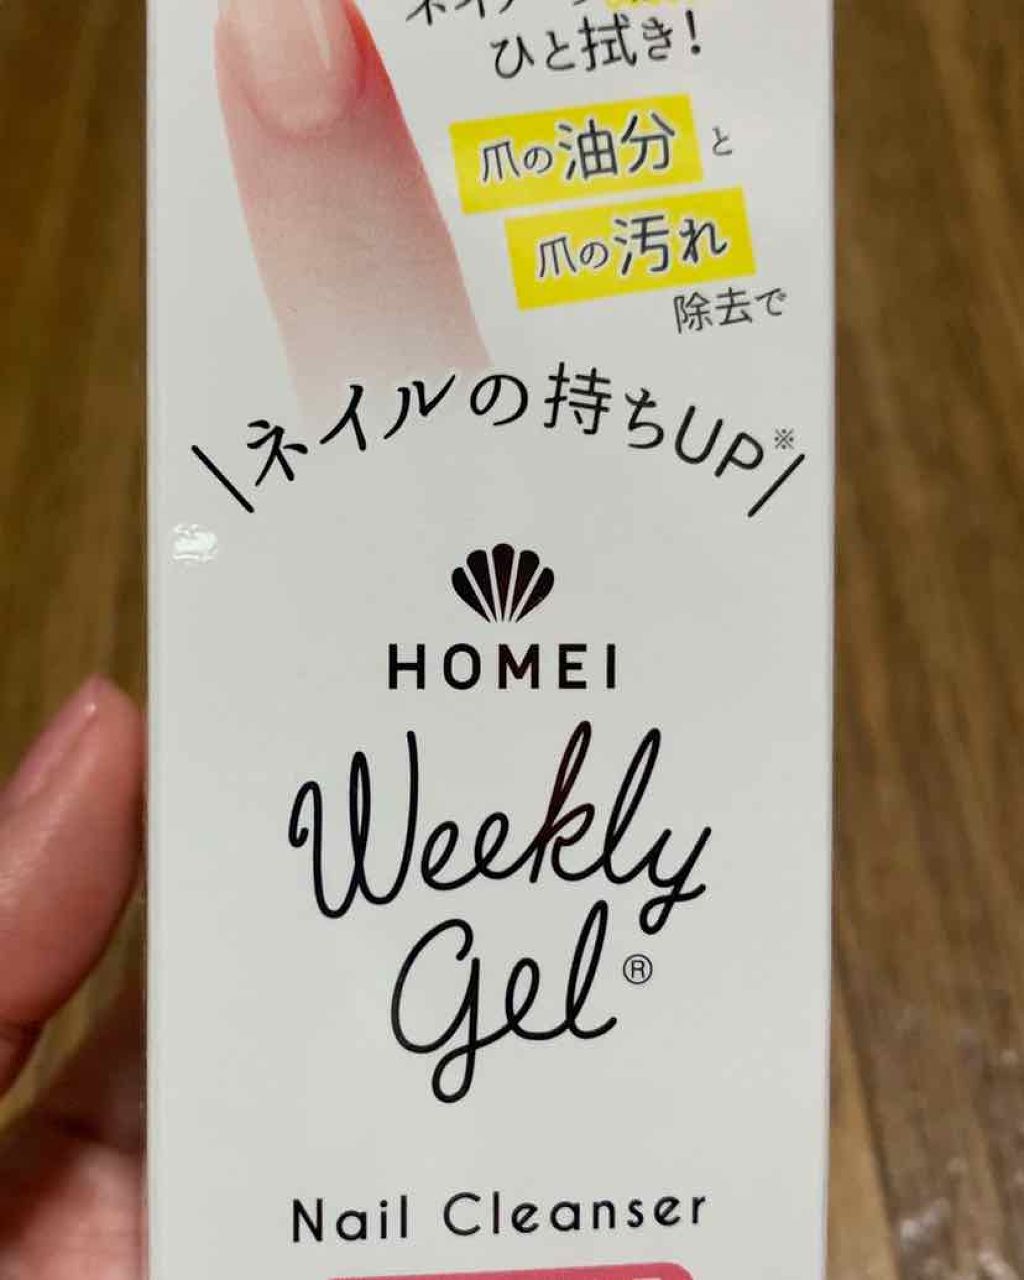 ひと拭き!
爪の油分と
爪の汚れ
除去で
\ネイルの持ちUP※/
HOMEI
Weekly
gel®
Nail Cleanser